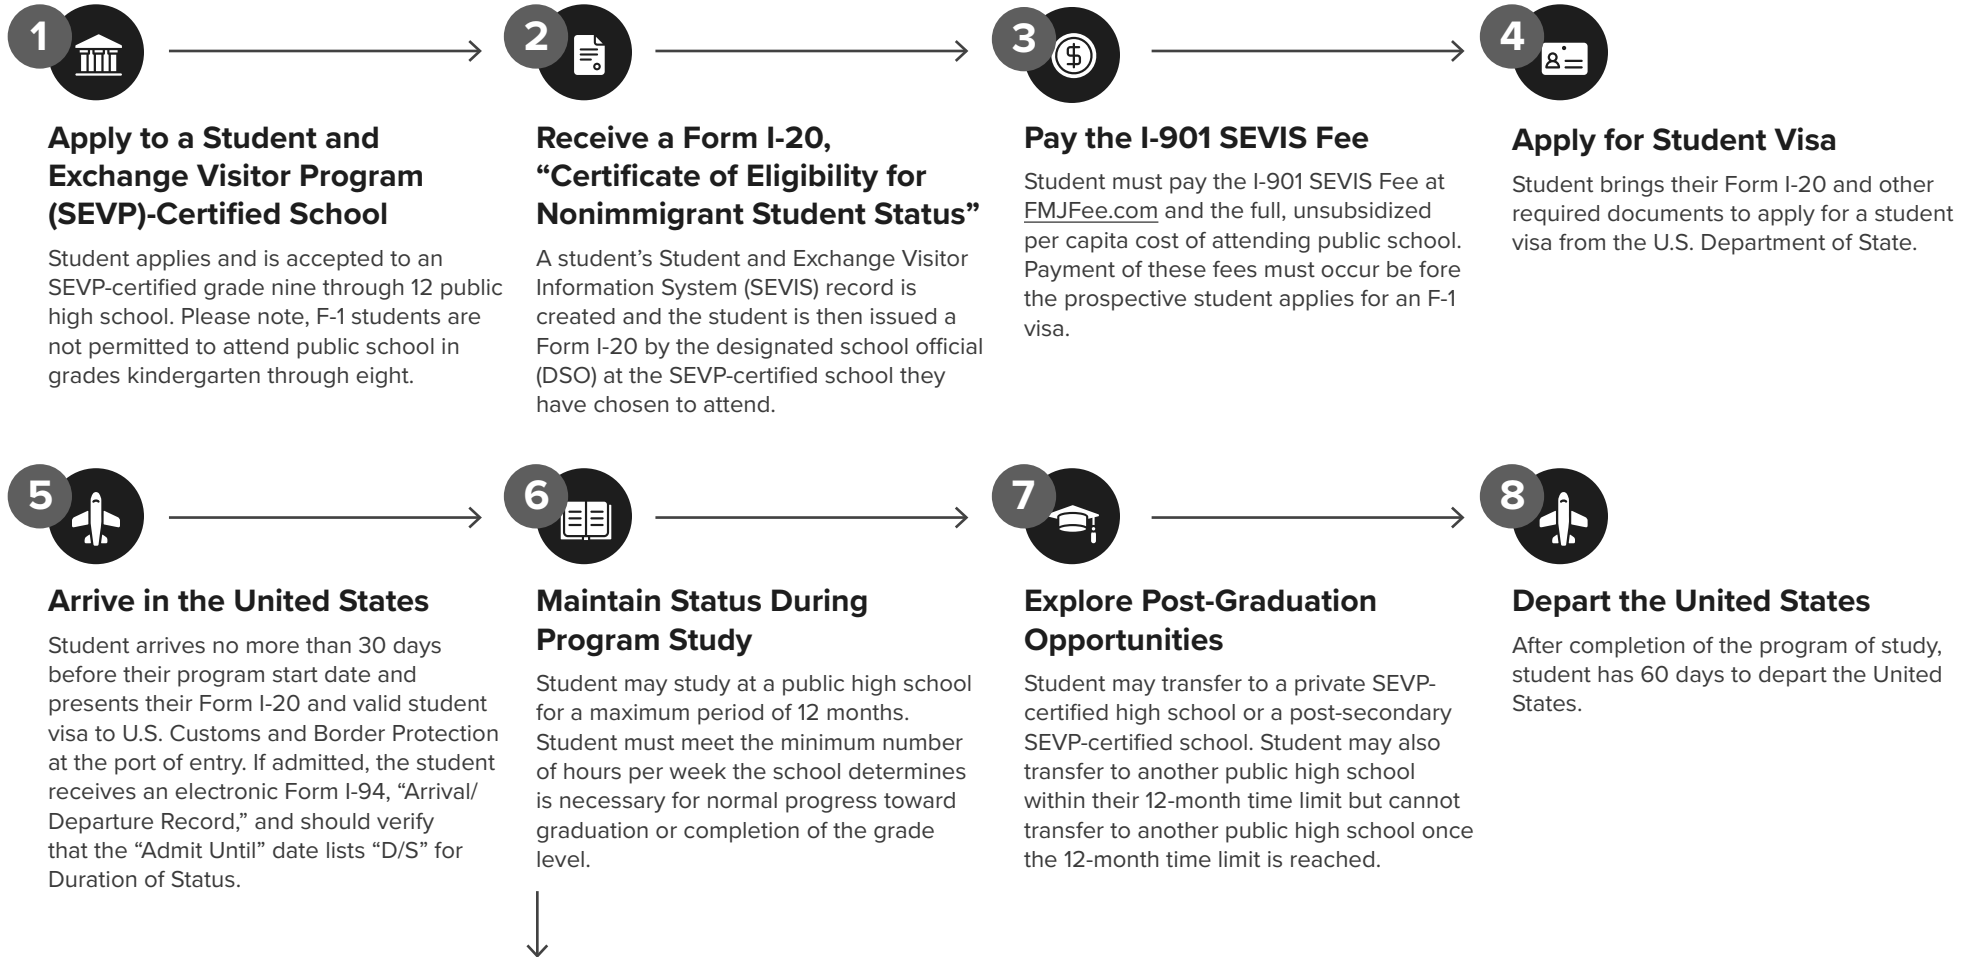 1
Apply to a Student and
Exchange Visitor Program
(SEVP)-Certified School
Student applies and is accepted to an
SEVP-certified grade nine through 12 public
high school. Please note, F-1 students are
not permitted to attend public school in
grades kindergarten through eight.
2
Receive a Form I-20,
“Certificate of Eligibility for
Nonimmigrant Student Status”
A student’s Student and Exchange Visitor
Information System (SEVIS) record is
created and the student is then issued a
Form I-20 by the designated school official
(DSO) at the SEVP-certified school they
have chosen to attend.
3
Pay the I-901 SEVIS Fee
Student must pay the I-901 SEVIS Fee at
FMJFee.com and the full, unsubsidized
per capita cost of attending public school.
Payment of these fees must occur be fore
the prospective student applies for an F-1
visa.
4
Apply for Student Visa
Student brings their Form I-20 and other
required documents to apply for a student
visa from the U.S. Department of State.
5
Arrive in the United States
Student arrives no more than 30 days
before their program start date and
presents their Form I-20 and valid student
visa to U.S. Customs and Border Protection
at the port of entry. If admitted, the student
receives an electronic Form I-94, “Arrival/
Departure Record,” and should verify
that the “Admit Until” date lists “D/S” for
Duration of Status.
6
Maintain Status During
Program Study
Student may study at a public high school
for a maximum period of 12 months.
Student must meet the minimum number
of hours per week the school determines
is necessary for normal progress toward
graduation or completion of the grade
level.
7
Explore Post-Graduation
Opportunities
Student may transfer to a private SEVP-
certified high school or a post-secondary
SEVP-certified school. Student may also
transfer to another public high school
within their 12-month time limit but cannot
transfer to another public high school once
the 12-month time limit is reached.
8
Depart the United States
After completion of the program of study,
student has 60 days to depart the United
States.